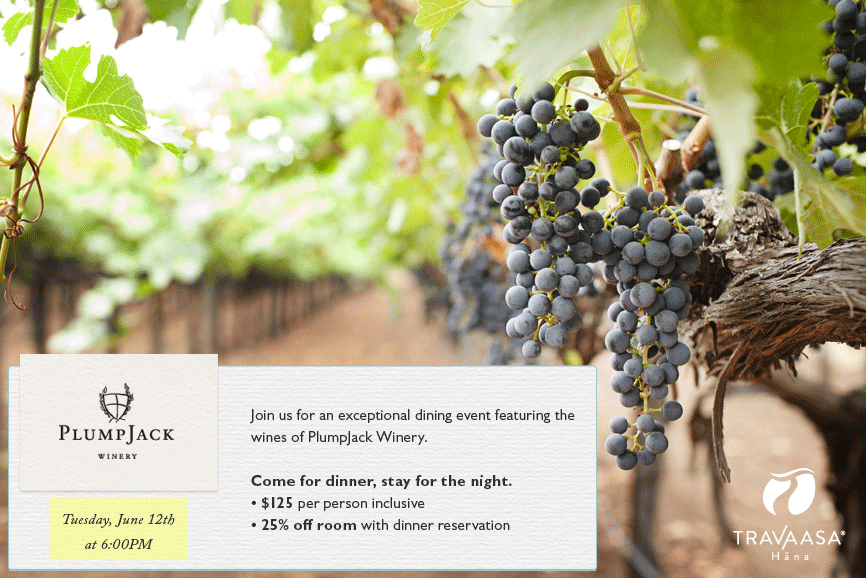 PLUMPJACK
WINERY
Tuesday, June 12th
at 6:00PM
Join us for an exceptional dining event featuring the
wines of PlumpJack Winery.
Come for dinner, stay for the night.
• $125 per person inclusive
• 25% off room with dinner reservation
TRAVAASA®
Hāna